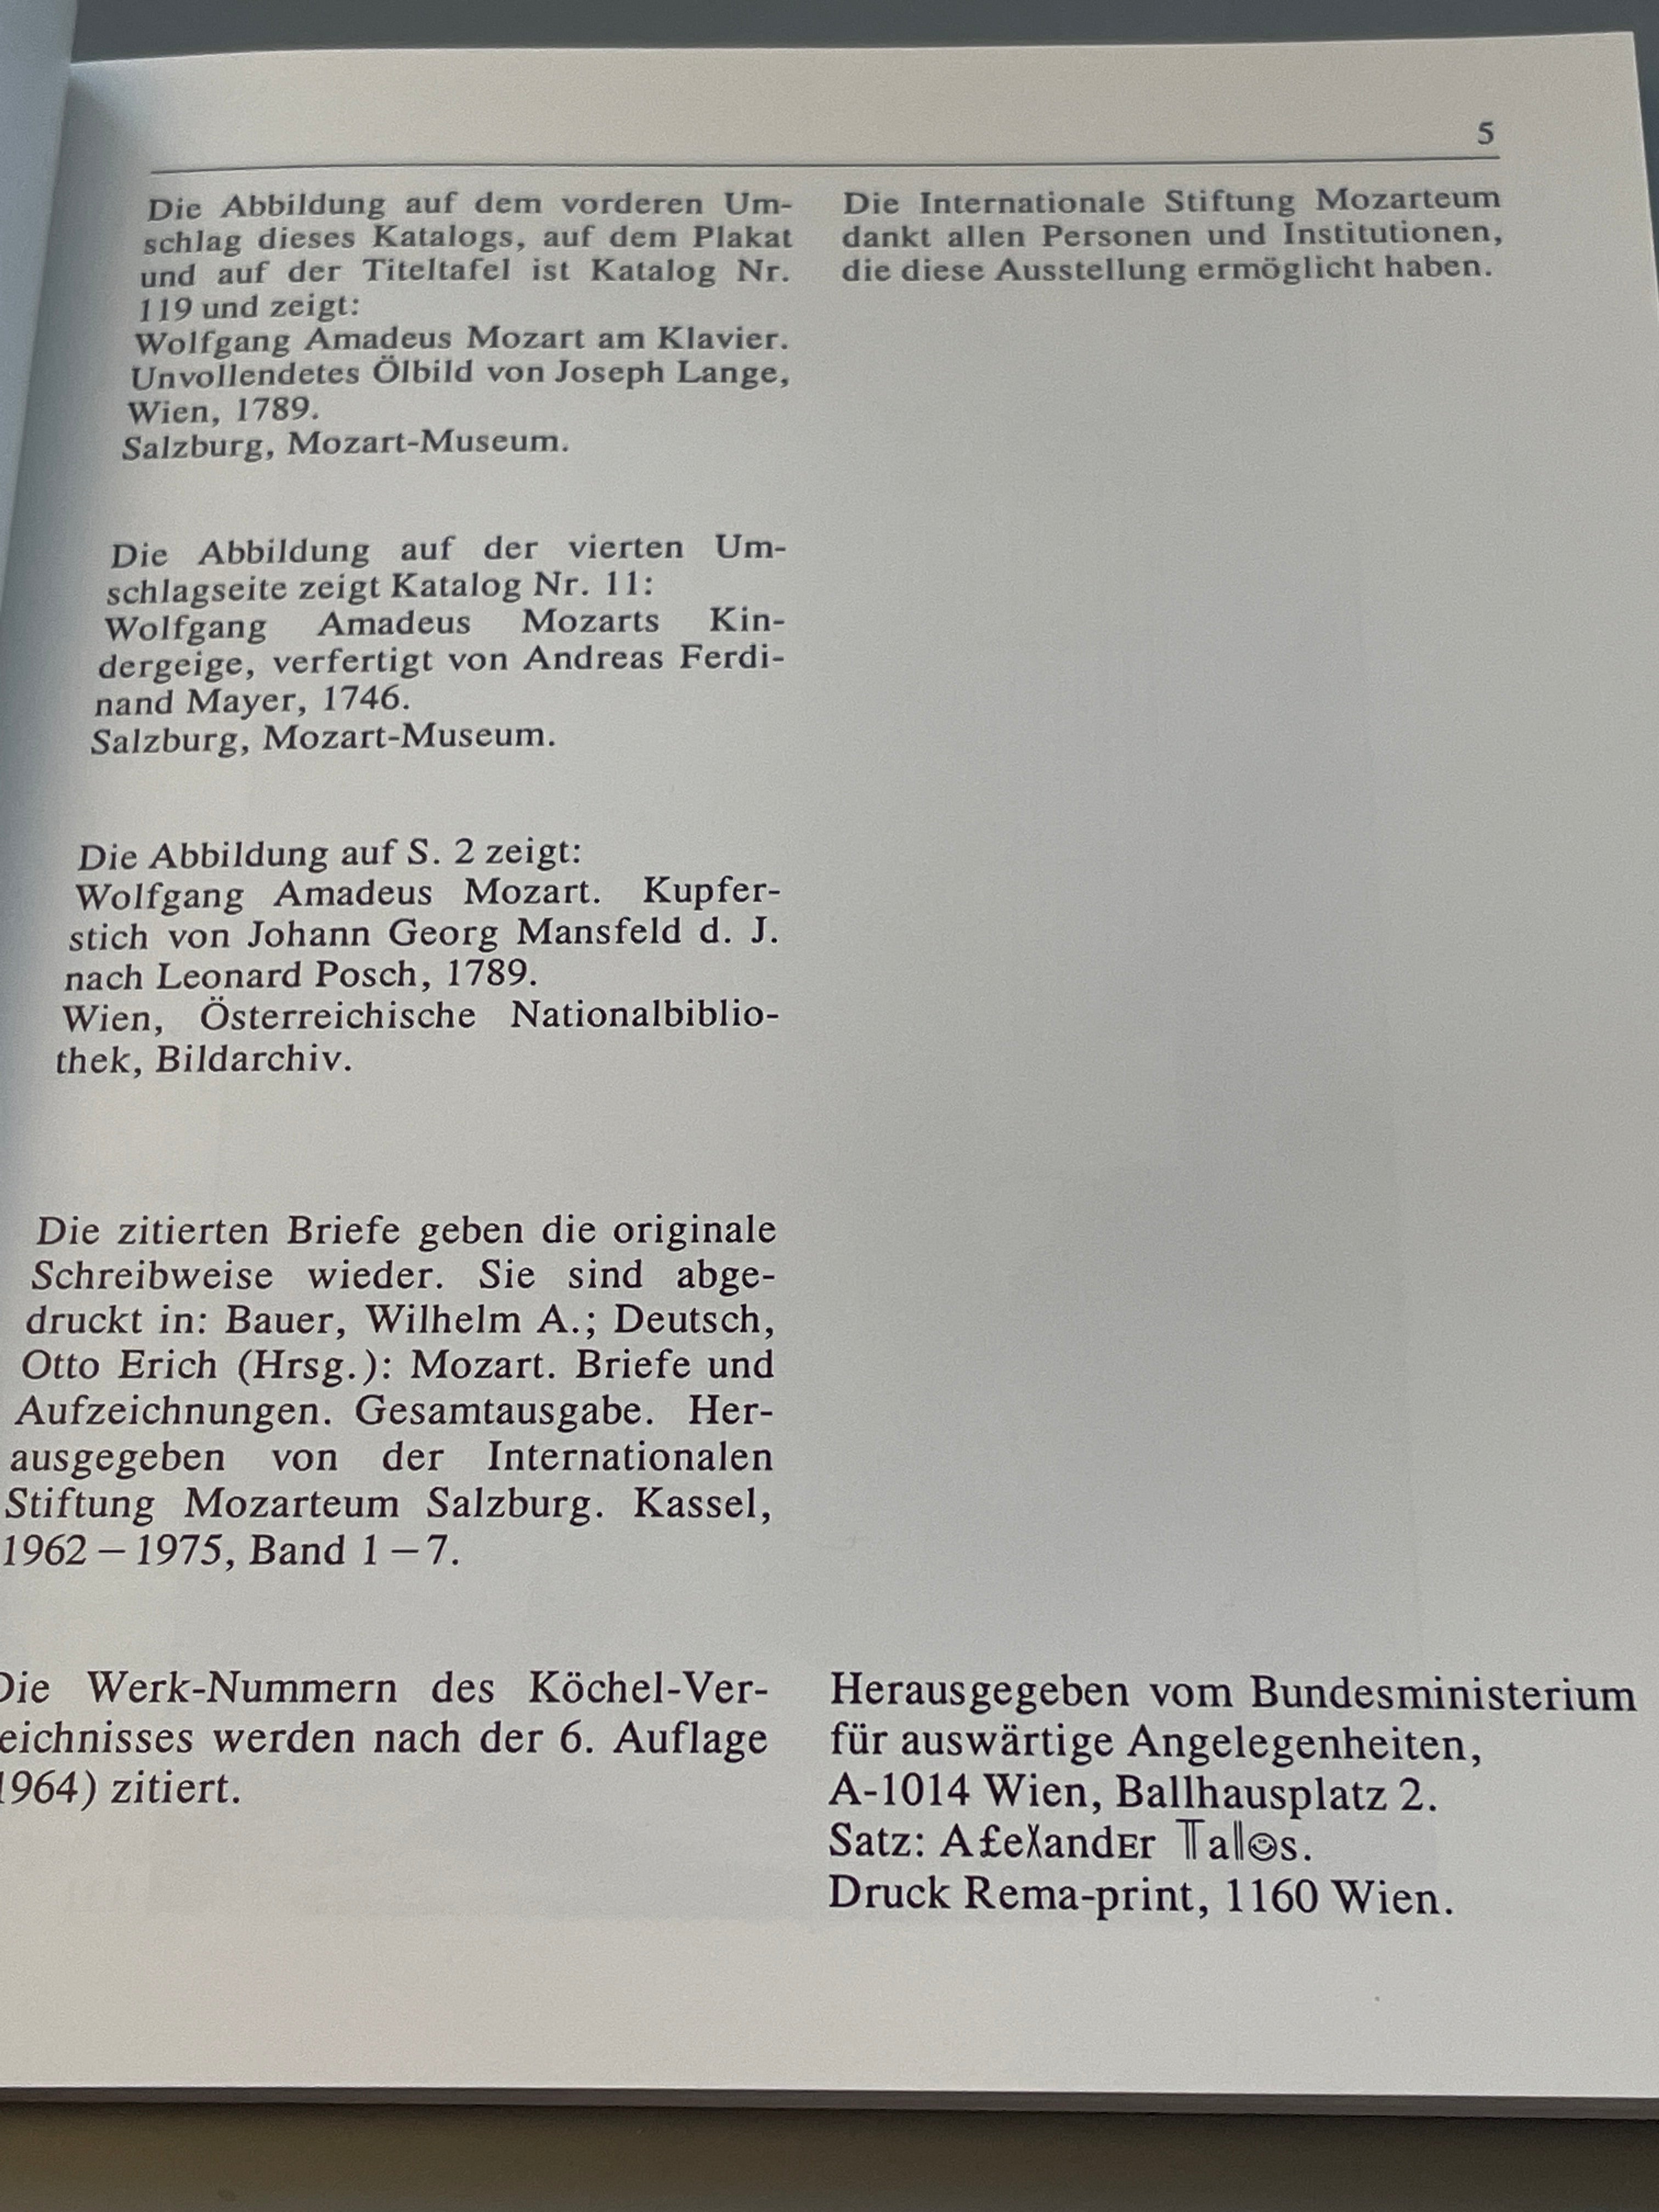 5
Die Abbildung auf dem vorderen Um-
schlag dieses Katalogs, auf dem Plakat
und auf der Titeltafel ist Katalog Nr.
119 und zeigt:
Wolfgang Amadeus Mozart am Klavier.
Unvollendetes Ölbild von Joseph Lange,
Wien, 1789.
Salzburg, Mozart-Museum.
Die Abbildung auf der vierten Um-
schlagseite zeigt Katalog Nr. 11:
Wolfgang Amadeus Mozarts Kin-
dergeige, verfertigt von Andreas Ferdi-
nand Mayer, 1746.
Salzburg, Mozart-Museum.
Die Abbildung auf S. 2 zeigt:
Wolfgang Amadeus Mozart. Kupfer-
stich von Johann Georg Mansfeld d. J.
nach Leonard Posch, 1789.
Wien, Österreichische Nationalbiblio-
thek, Bildarchiv.
Die zitierten Briefe geben die originale
Schreibweise wieder. Sie sind abge-
druckt in: Bauer, Wilhelm A.; Deutsch,
Otto Erich (Hrsg.): Mozart. Briefe und
Aufzeichnungen. Gesamtausgabe. Her-
ausgegeben von der Internationalen
Stiftung Mozarteum Salzburg. Kassel,
1962 – 1975, Band 1 – 7.
Die Werk-Nummern des Köchel-Ver-
eichnisses werden nach der 6. Auflage
1964) zitiert.
Die Internationale Stiftung Mozarteum
dankt allen Personen und Institutionen,
die diese Ausstellung ermöglicht haben.
Herausgegeben vom Bundesministerium
für auswärtige Angelegenheiten,
A-1014 Wien, Ballhausplatz 2.
Satz: A£eXandEr Tal☺s.
Druck Rema-print, 1160 Wien.